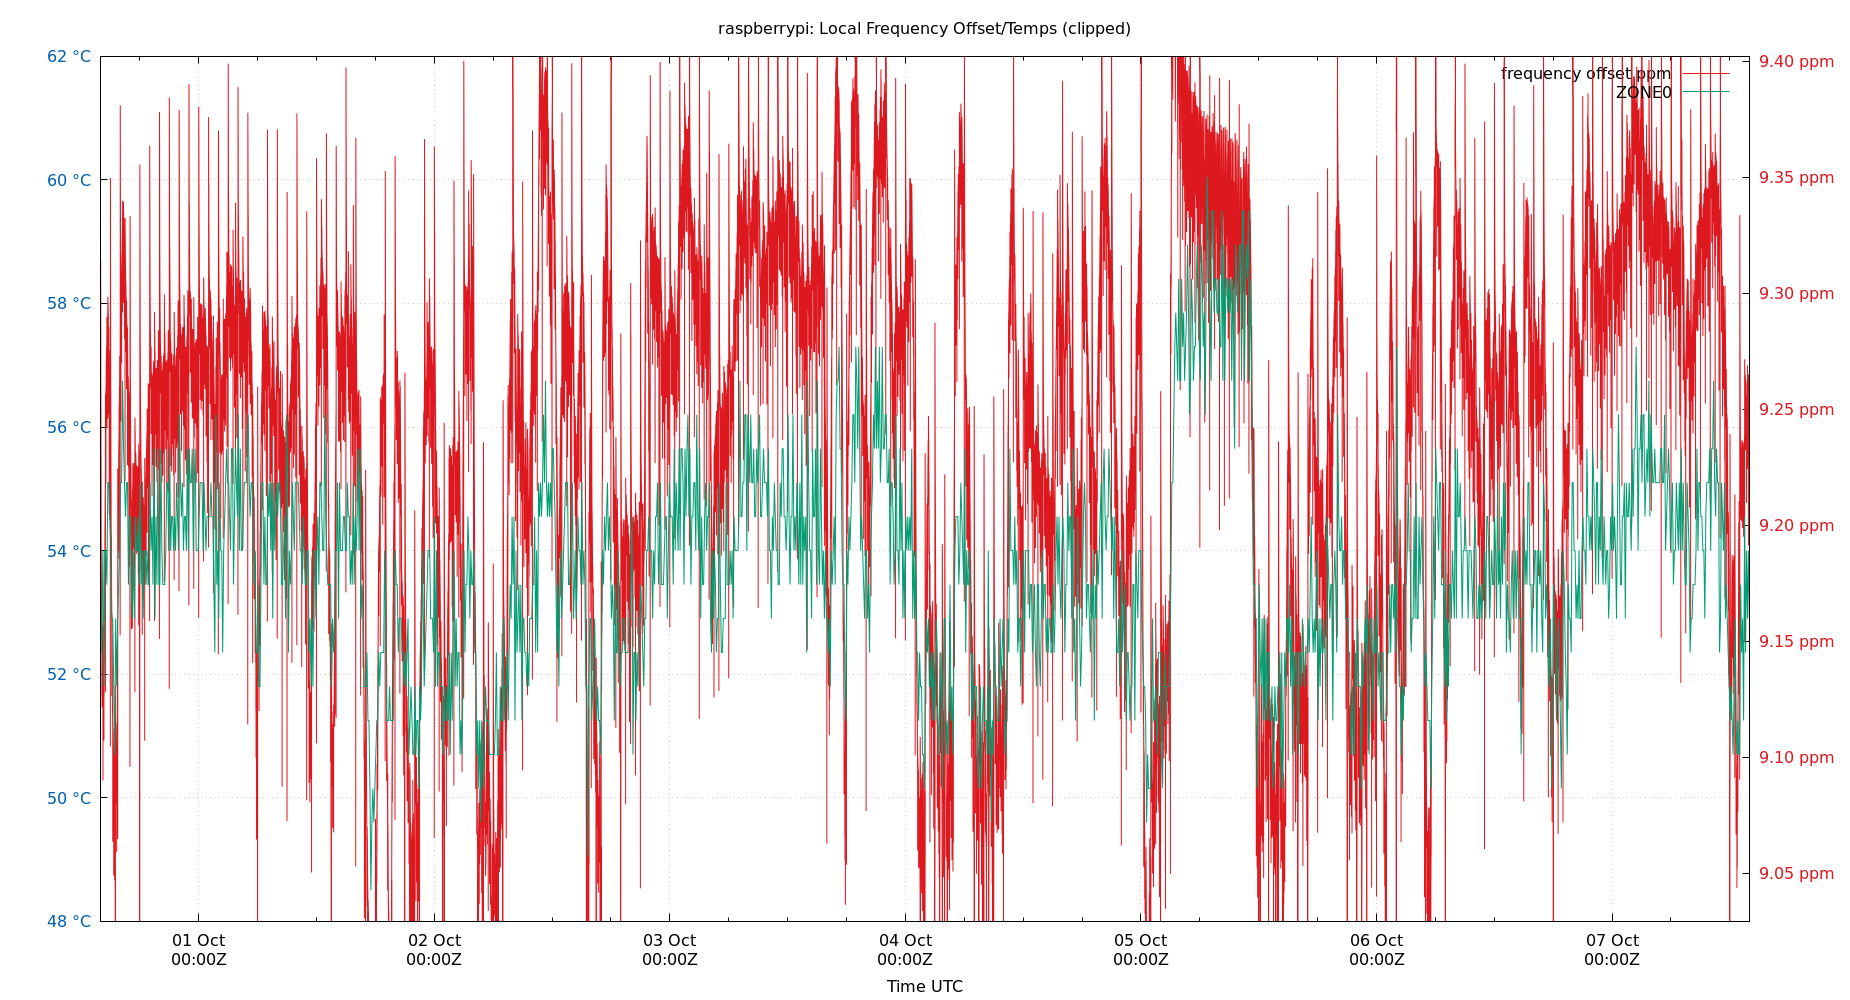 raspberrypi: Local Frequency Offset/Temps (clipped)
62 °C
60 °C
58 °C
56 °C
54 °C
52 °C
50 °C
48 °C
9.40 ppm
9.35 ppm
9.30 ppm
9.25 ppm
9.20 ppm
9.15 ppm
9.10 ppm
9.05 ppm
frequency offset ppm
ZONE0
01 Oct
00:00Z
02 Oct
00:00Z
03 Oct
00:00Z
04 Oct
00:00Z
05 Oct
00:00Z
06 Oct
00:00Z
07 Oct
00:00Z
Time UTC